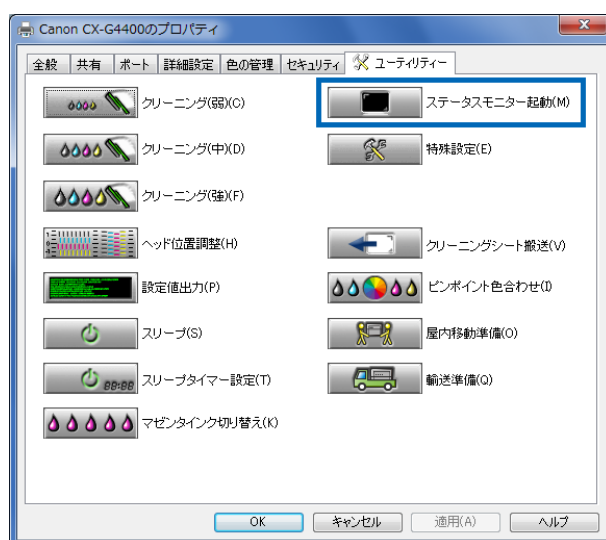 Canon CX-G4400のプロパティ
全般 共有 ポート 詳細設定 色の管理 セキュリティ ユーティリティー
クリーニング(弱)(C)
ステータスモニター起動(M)
クリーニング(中)(D)
特殊設定(E)
クリーニング(強)(F)
ヘッド位置調整(H)
クリーニングシート搬送(V)
設定値出力(P)
ピンポイント色合わせ(I)
スリープ(S)
屋内移動準備(O)
88:88 スリープタイマー設定(T)
輸送準備(Q)
マゼンタインク切り替え(K)
OK キャンセル 適用(A) ヘルプ